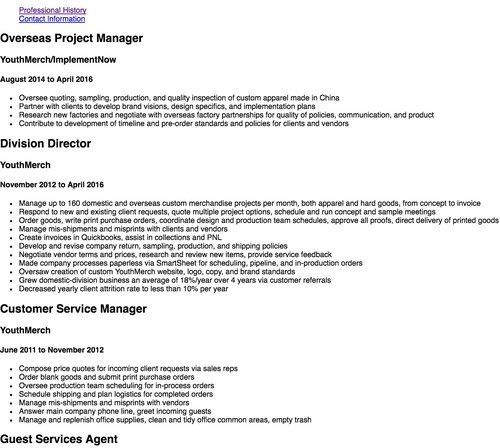 Professional History
Contact Information
Overseas Project Manager
YouthMerch/ImplementNow
August 2014 to April 2016
• Oversee quoting, sampling, production, and quality inspection of custom apparel made in China
• Partner with clients to develop brand visions, design specifics, and implementation plans
• Research new factories and negotiate with overseas factory partnerships for quality of policies, communication, and product
• Contribute to development of timeline and pre-order standards and policies for clients and vendors
Division Director
YouthMerch
November 2012 to April 2016
• Manage up to 160 domestic and overseas custom merchandise projects per month, both apparel and hard goods, from concept to invoice
• Respond to new and existing client requests, quote multiple project options, schedule and run concept and sample meetings
• Order goods, write print purchase orders, coordinate design and production team schedules, approve all proofs, direct delivery of printed goods
• Manage mis-shipments and misprints with clients and vendors
• Create invoices in Quickbooks, assist in collections and PNL
• Develop and revise company return, sampling, production, and shipping policies
• Negotiate vendor terms and prices, research and review new items, provide service feedback
• Made company processes paperless via SmartSheet for scheduling, pipeline, and in-production orders
• Oversaw creation of custom YouthMerch website, logo, copy, and brand standards
• Grew domestic-division business an average of 18%/year over 4 years via customer referrals
• Decreased yearly client attrition rate to less than 10% per year
Customer Service Manager
YouthMerch
June 2011 to November 2012
• Compose price quotes for incoming client requests via sales reps
• Order blank goods and submit print purchase orders
• Oversee production team scheduling for in-process orders
• Schedule shipping and plan logistics for completed orders
• Manage mis-shipments and misprints with vendors
• Answer main company phone line, greet incoming guests
• Manage and replenish office supplies, clean and tidy office common areas, empty trash
Guest Services Agent